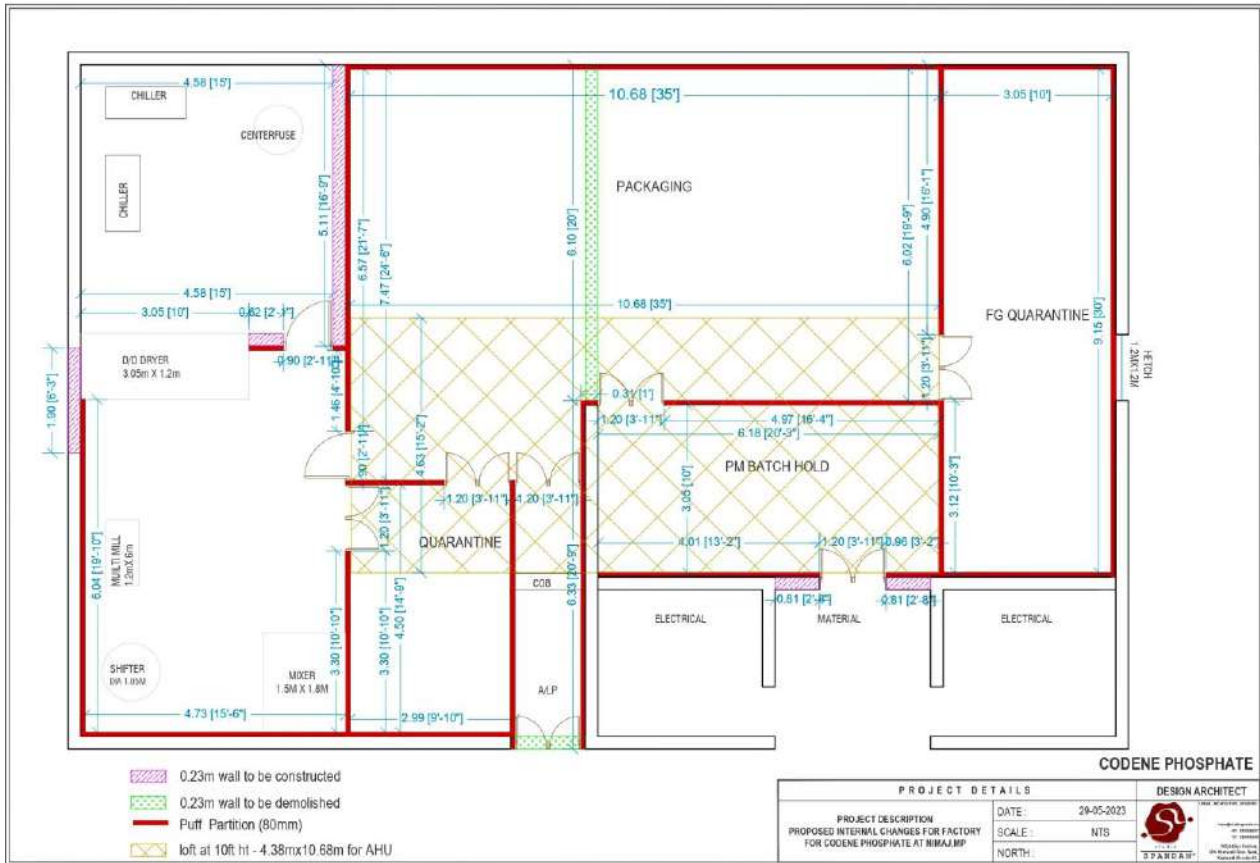 4.58 [15']
10.68 [35']
3.05 [10']
CHILLER
CENTERFUSE
CHILLER
5.11 [16'-9"]
6.57 [21'-7"]
7.47 [24'-6"]
6.10 [20']
PACKAGING
6.02 [19'-9"]
4.90 [16'-1"]
4.58 [15']
3.05 [10']
10.68 [35']
FG QUARANTINE
9.15 [30']
HETCH
1.2MX1.2M
D/D DRYER
3.05m X 1.2m
0.90 [2'-11"]
1.46 [4'-10"]
1.90 [6'-3"]
4.63 [15'-2"]
0.31 [1']
1.20 [3'-11"]
1.20 [3'-11"]
4.97 [16'-4"]
6.18 [20'-3"]
PM BATCH HOLD
3.05 [10']
3.12 [10'-3"]
1.20 [3'-11"]
1.20 [3'-11"]
1.20 [3'-11"]
QUARANTINE
4.01 [13'-2"]
1.20 [3'-11"]
0.96 [3'-2"]
6.04 [19'-10"]
MULTI MILL
1.2mX 6m
COB
6.33 [20'-9"]
0.81 [2'-8"]
0.81 [2'-8"]
ELECTRICAL
MATERIAL
ELECTRICAL
4.50 [14'-9"]
3.30 [10'-10"]
3.30 [10'-10"]
SHIFTER
DIA 1.05M
MIXER
1.5M X 1.8M
A/LP
4.73 [15'-6"]
2.99 [9'-10"]
0.23m wall to be constructed
0.23m wall to be demolished
Puff Partition (80mm)
loft at 10ft ht - 4.38mx10.68m for AHU
CODENE PHOSPHATE
PROJECT DETAILS
DESIGN ARCHITECT
PROJECT DESCRIPTION
PROPOSED INTERNAL CHANGES FOR FACTORY
FOR CODENE PHOSPHATE AT NIMAJ,MP
DATE : 29-05-2023
SCALE : NTS
NORTH :
SPANDAN